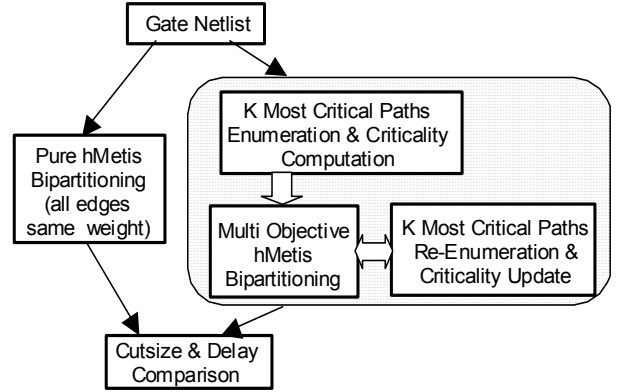 Gate Netlist
K Most Critical Paths
Enumeration & Criticality
Computation
Pure hMetis
Bipartitioning
(all edges
same weight)
Multi Objective
hMetis
Bipartitioning
K Most Critical Paths
Re-Enumeration &
Criticality Update
Cutsize & Delay
Comparison